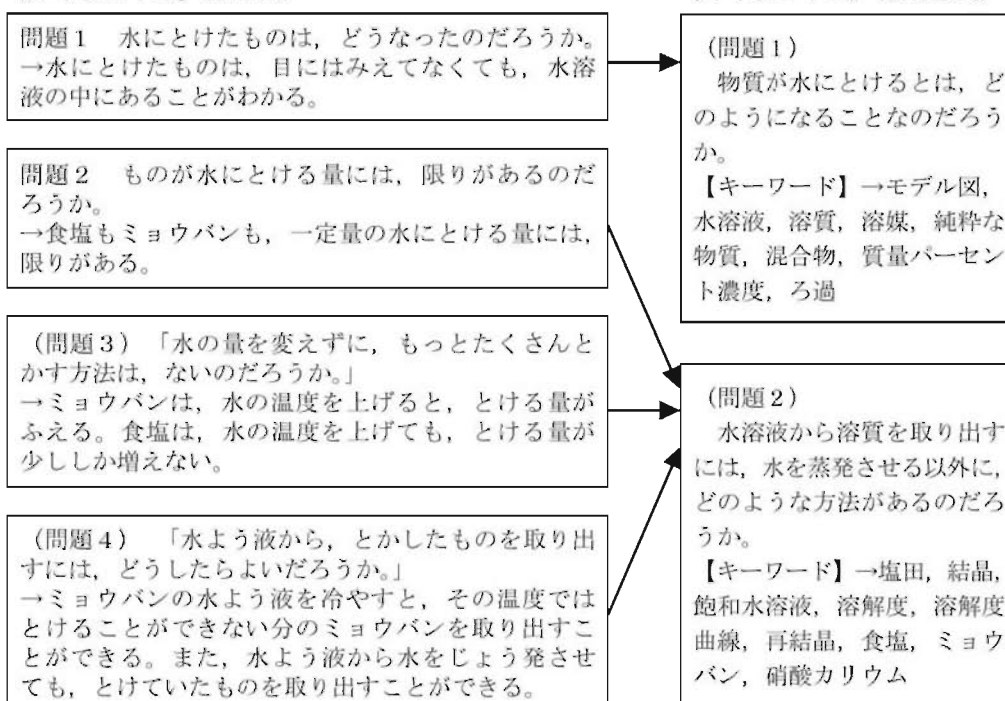 問題1　水にとけたものは，どうなったのだろうか。
→水にとけたものは，目にはみえてなくても，水溶
液の中にあることがわかる。
問題2　ものが水にとける量には，限りがあるのだ
ろうか。
→食塩もミョウバンも，一定量の水にとける量には，
限りがある。
（問題3）「水の量を変えずに，もっとたくさんと
かす方法は，ないのだろうか。」
→ミョウバンは，水の温度を上げると，とける量が
ふえる。食塩は，水の温度を上げても，とける量が
少ししか増えない。
（問題4）　「水よう液から，とかしたものを取り出
すには，どうしたらよいだろうか。」
→ミョウバンの水よう液を冷やすと，その温度では
とけることができない分のミョウバンを取り出すこ
とができる。また，水よう液から水をじょう発させ
ても，とけていたものを取り出すことができる。
（問題1）
物質が水にとけるとは，ど
のようになることなのだろう
か。
【キーワード】→モデル図，
水溶液，溶質，溶媒，純粋な
物質，混合物，質量パーセン
ト濃度，ろ過
（問題2）
水溶液から溶質を取り出す
には，水を蒸発させる以外に，
どのような方法があるのだろ
うか。
【キーワード】→塩田，結晶，
飽和水溶液，溶解度，溶解度
曲線，再結晶，食塩，ミョウ
バン，硝酸カリウム